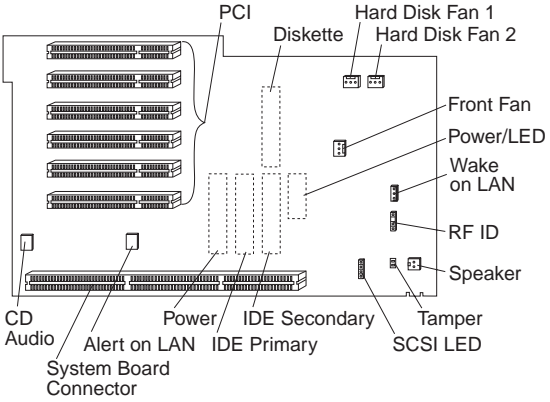 PCI
Hard Disk Fan 1
Diskette
Hard Disk Fan 2
Front Fan
Power/LED
Wake
on LAN
RF ID
Speaker
CD
Audio
Power
IDE Secondary
Tamper
Alert on LAN
IDE Primary
SCSI LED
System Board
Connector